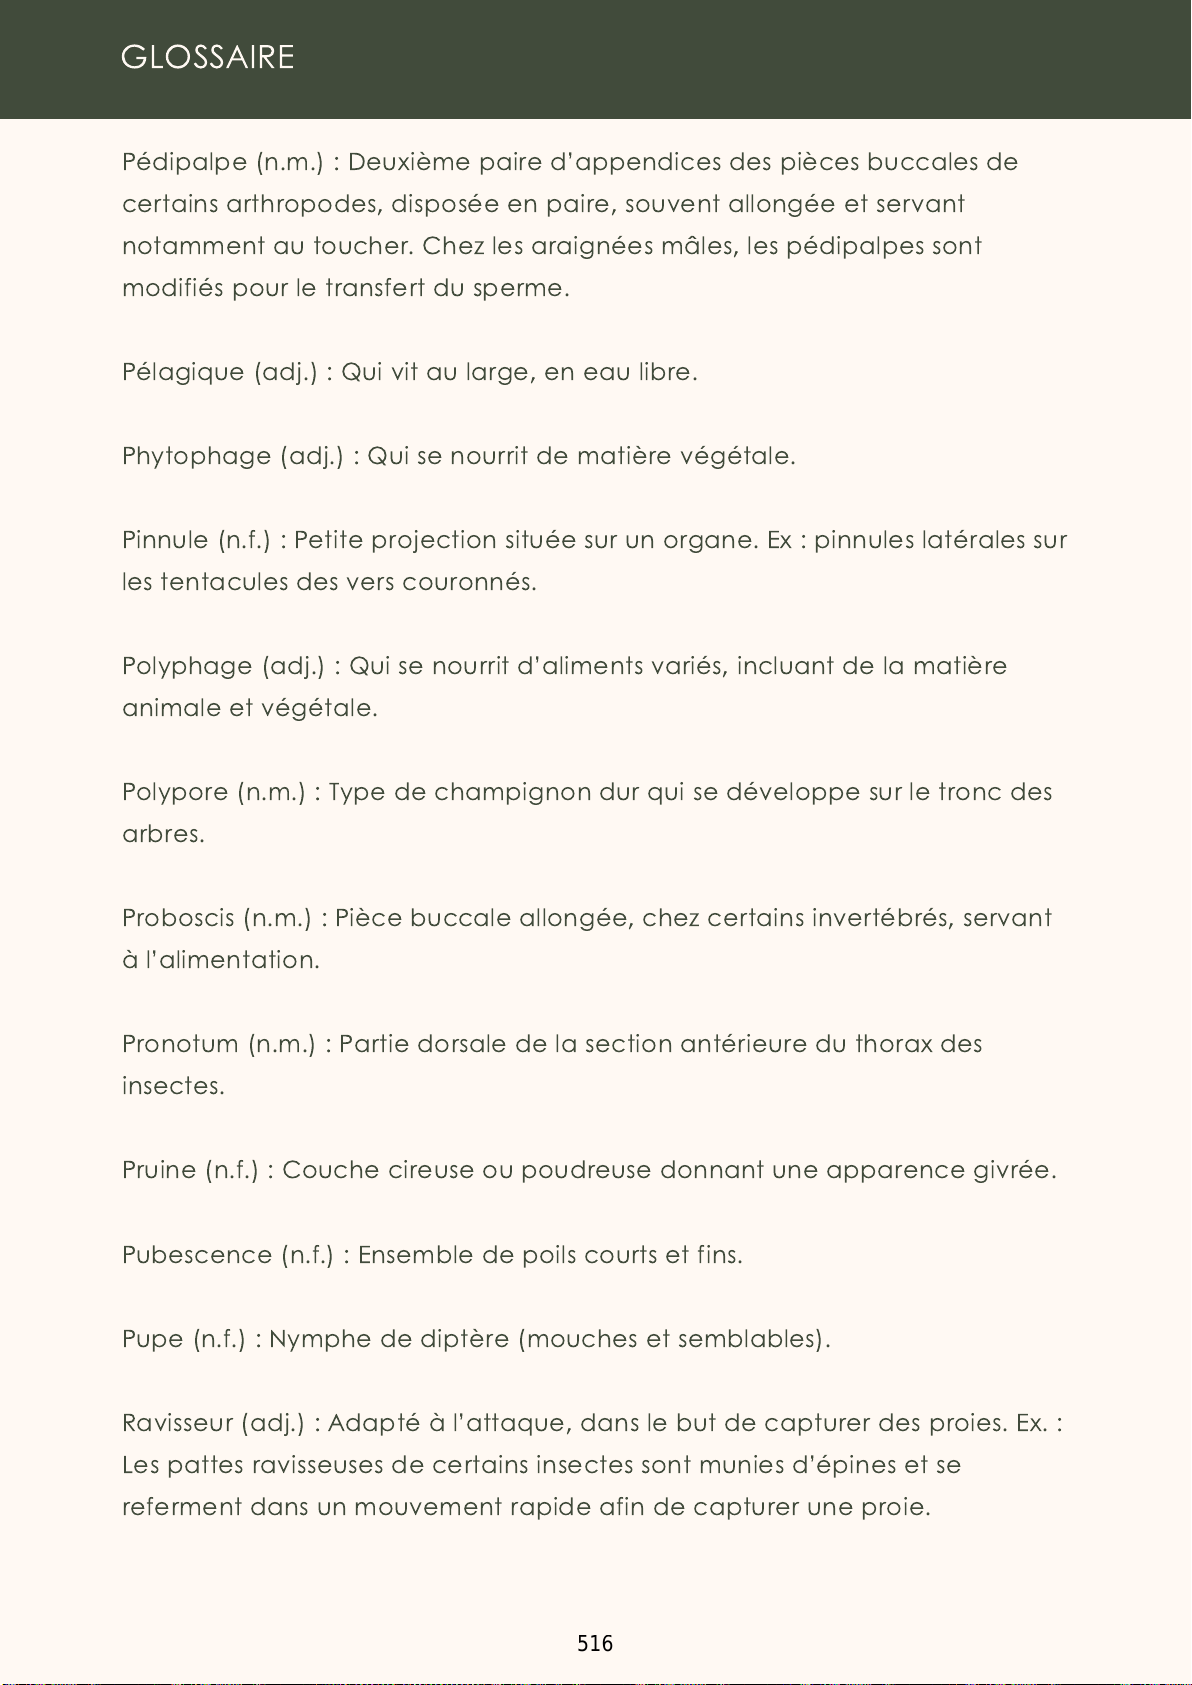 GLOSSAIRE
Pédipalpe (n.m.) : Deuxième paire d'appendices des pièces buccales de
certains arthropodes, disposée en paire, souvent allongée et servant
notamment au toucher. Chez les araignées mâles, les pédipalpes sont
modifiés pour le transfert du sperme.
Pélagique (adj.) : Qui vit au large, en eau libre.
Phytophage (adj.) : Qui se nourrit de matière végétale.
Pinnule (n.f.) : Petite projection située sur un organe. Ex : pinnules latérales sur
les tentacules des vers couronnés.
Polyphage (adj.) : Qui se nourrit d'aliments variés, incluant de la matière
animale et végétale.
Polypore (n.m.) : Type de champignon dur qui se développe sur le tronc des
arbres.
Proboscis (n.m.) : Pièce buccale allongée, chez certains invertébrés, servant
à l'alimentation.
Pronotum (n.m.) : Partie dorsale de la section antérieure du thorax des
insectes.
Pruine (n.f.) : Couche cireuse ou poudreuse donnant une apparence givrée.
Pubescence (n.f.) : Ensemble de poils courts et fins.
Pupe (n.f.) : Nymphe de diptère (mouches et semblables).
Ravisseur (adj.) : Adapté à l'attaque, dans le but de capturer des proies. Ex. :
Les pattes ravisseuses de certains insectes sont munies d'épines et se
referment dans un mouvement rapide afin de capturer une proie.
516